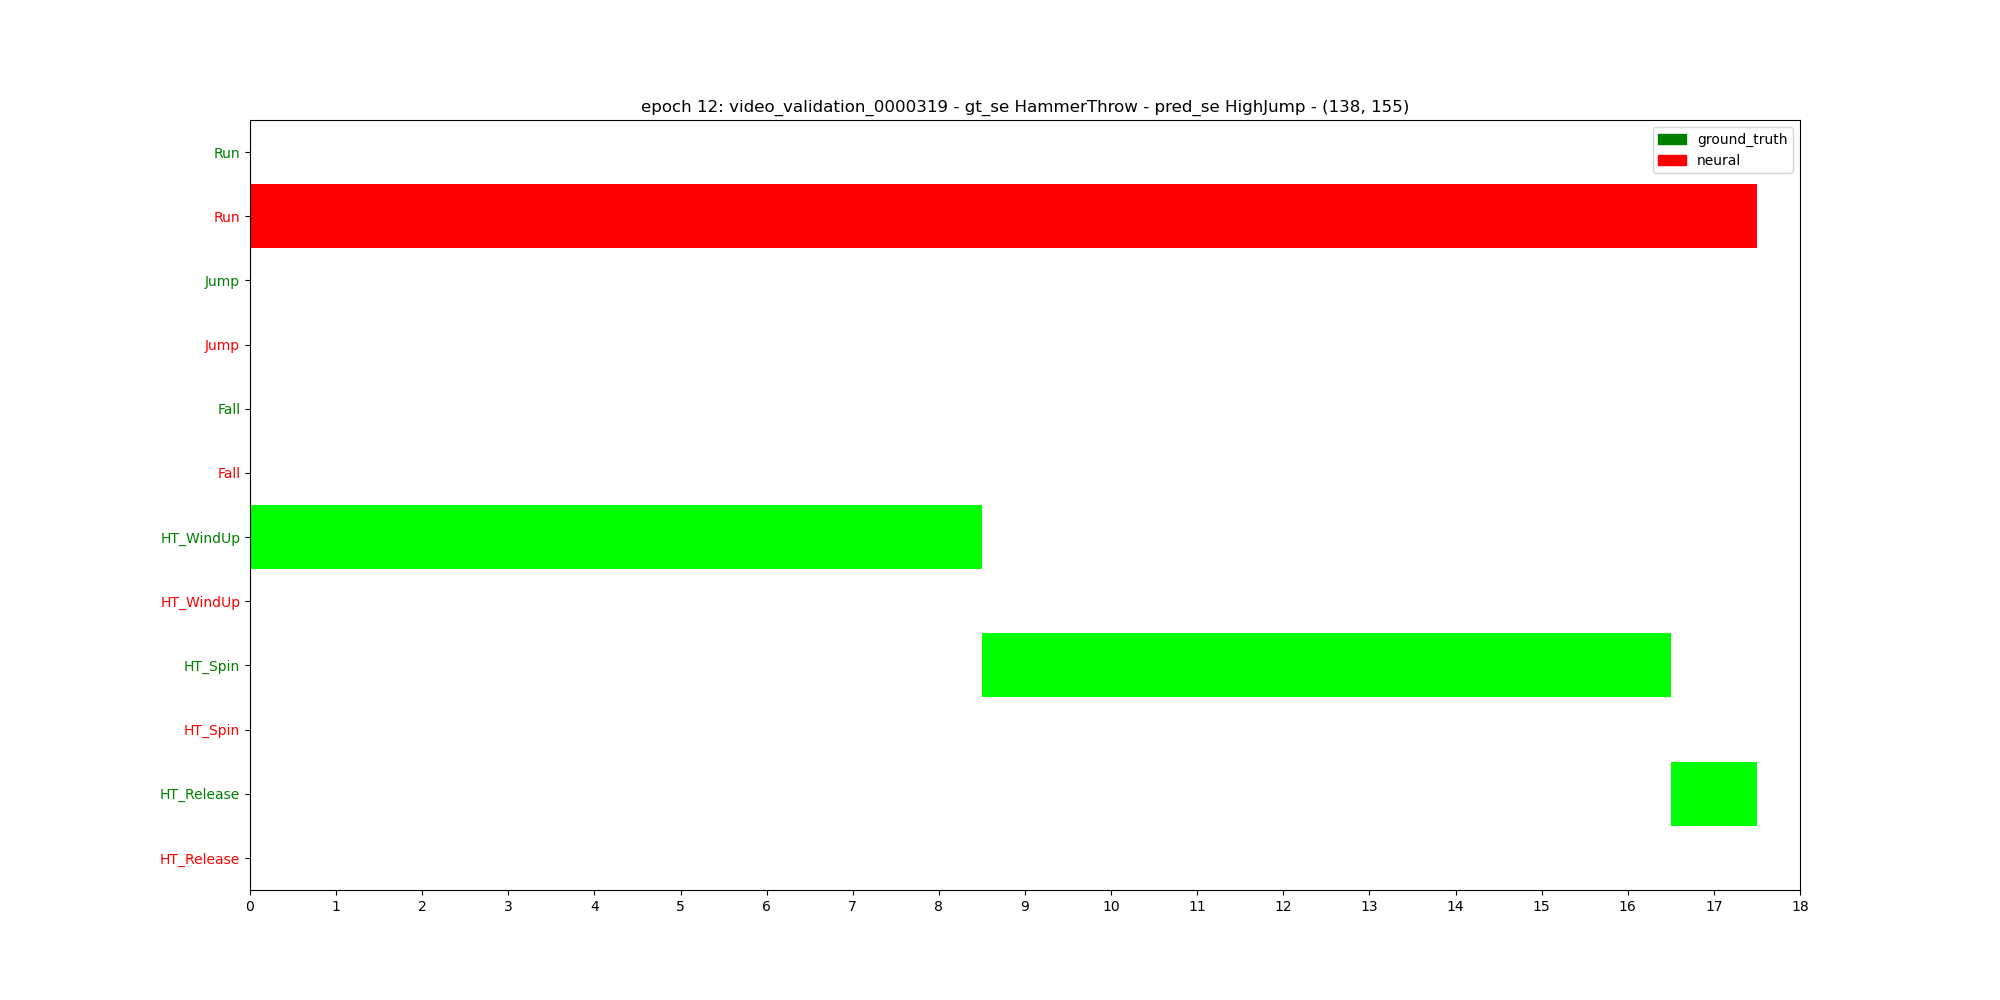 epoch 12: video_validation_0000319 - gt_se HammerThrow - pred_se HighJump - (138, 155)
ground_truth
neural
Run
Run
Jump
Jump
Fall
Fall
HT_WindUp
HT_WindUp
HT_Spin
HT_Spin
HT_Release
HT_Release
0 1 2 3 4 5 6 7 8 9 10 11 12 13 14 15 16 17 18